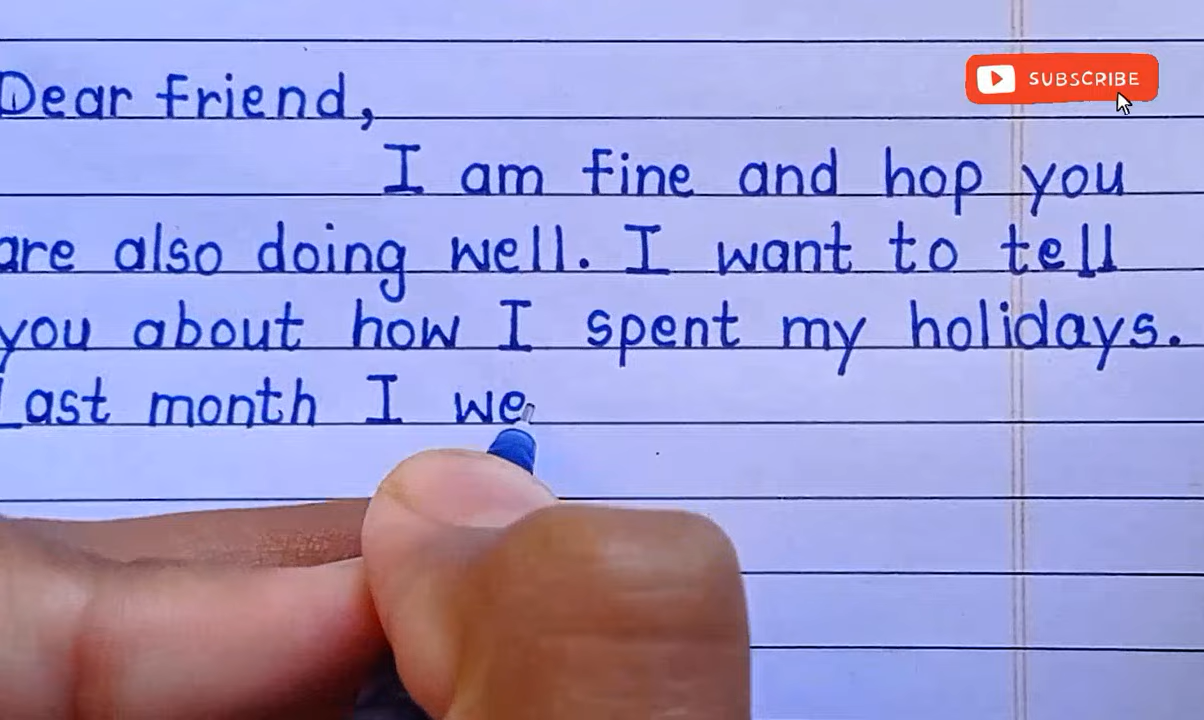 Dear friend,
SUBSCRIBE
I am fine and hop you
are also doing well. I want to tell
you about how I spent my holidays.
Last month I we